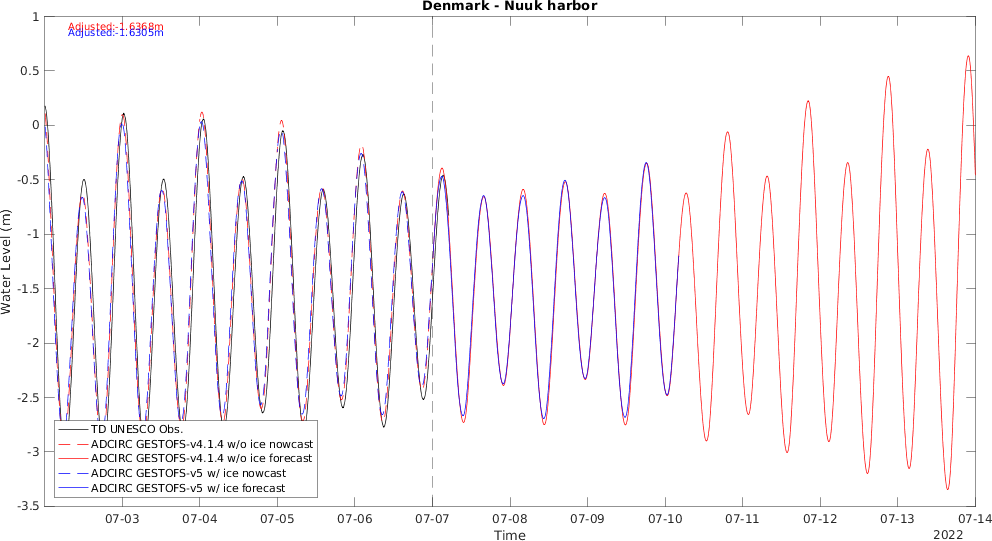 Denmark - Nuuk harbor
Adjusted:-1.6368m
Adjusted:-1.6305m
1
0.5
0
-0.5
-1
-1.5
-2
-2.5
-3
-3.5
Water Level (m)
TD UNESCO Obs.
ADCIRC GESTOFS-v4.1.4 w/o ice nowcast
ADCIRC GESTOFS-v4.1.4 w/o ice forecast
ADCIRC GESTOFS-v5 w/ ice nowcast
ADCIRC GESTOFS-v5 w/ ice forecast
07-03 07-04 07-05 07-06 07-07 07-08 07-09 07-10 07-11 07-12 07-13 07-14
Time
2022